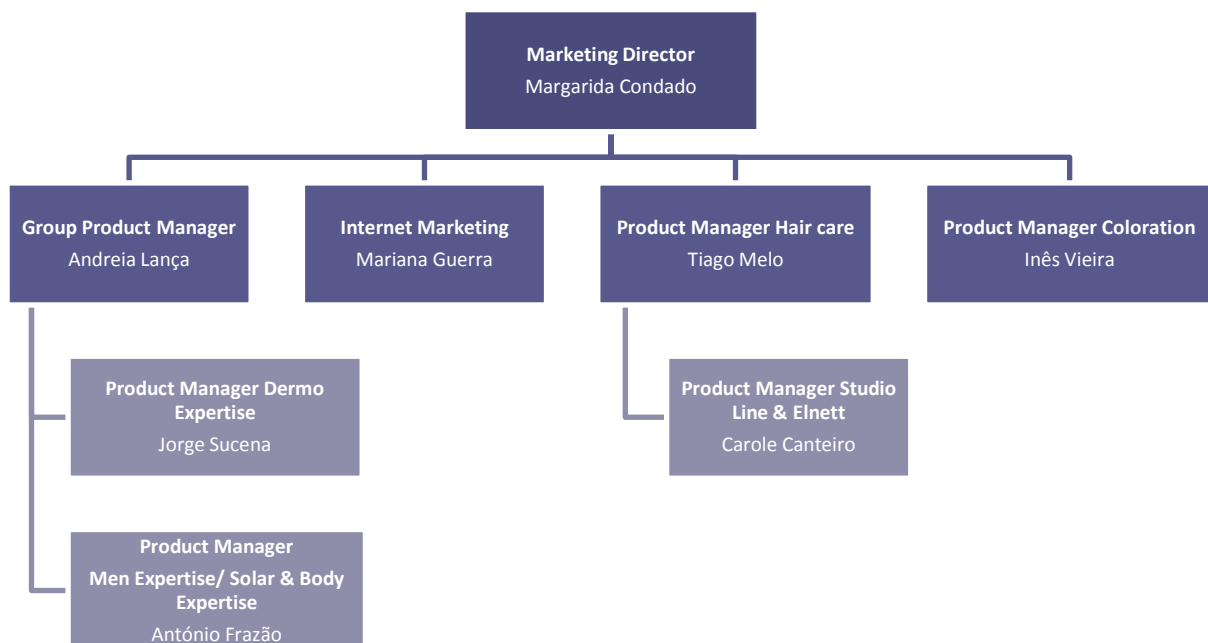 Marketing Director
Margarida Condado
Group Product Manager
Andreia Lança
Internet Marketing
Mariana Guerra
Product Manager Hair care
Tiago Melo
Product Manager Coloration
Inês Vieira
Product Manager Dermo
Expertise
Jorge Sucena
Product Manager Studio
Line & Elnett
Carole Canteiro
Product Manager
Men Expertise/ Solar & Body
Expertise
António Frazão